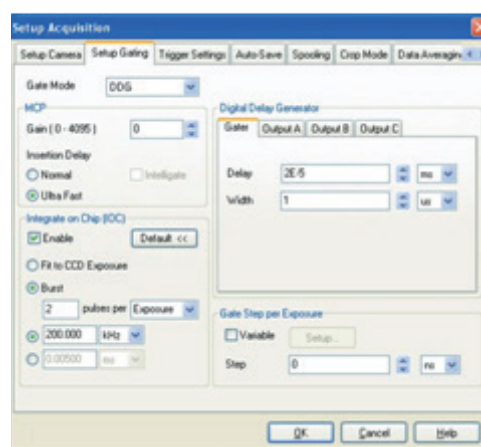 Setup Acquisition
Setup Camera Setup Gating Trigger Settings Auto-Save Spooling Crop Mode Data Averaging
Gate Mode DDG
MCP
Gain ( 0 - 4095 ) 0
Insertion Delay
Normal Intelligate
Ultra Fast
Integrate on Chip (IOC)
Enable Default <<
Fit to CCD Exposure
Burst
2 pulses per Exposure
200.000 kHz
0.00500 ms
Digital Delay Generator
Gater Output A Output B Output C
Delay 2E-5 ms
Width 1 us
Gate Step per Exposure
Variable Setup...
Step 0 ns
OK Cancel Help